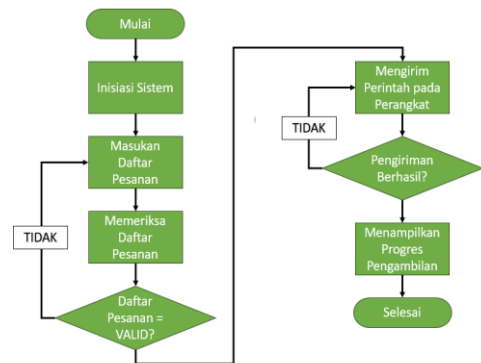 Mulai
Inisiasi Sistem
Masukan
Daftar
Pesanan
Memeriksa
Daftar
Pesanan
TIDAK
Daftar
Pesanan =
VALID?
Mengirim
Perintah pada
Perangkat
TIDAK
Pengiriman
Berhasil?
Menampilkan
Progres
Pengambilan
Selesai